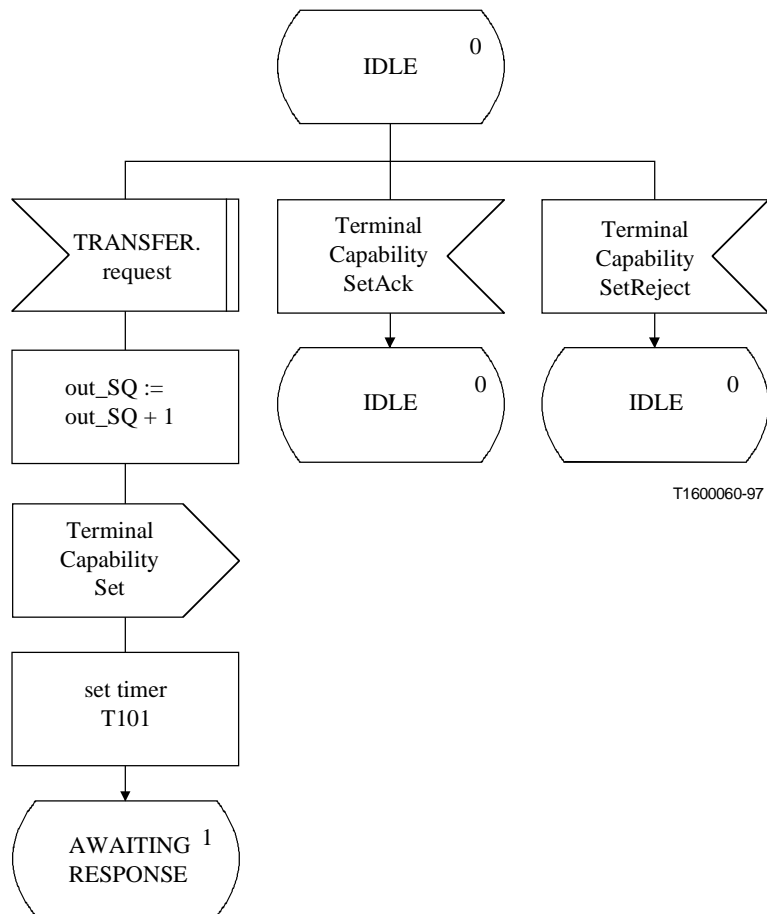 IDLE
0
TRANSFER.
request
Terminal
Capability
SetAck
Terminal
Capability
SetReject
out_SQ :=
out_SQ + 1
IDLE
0
IDLE
0
T1600060-97
Terminal
Capability
Set
set timer
T101
AWAITING
RESPONSE
1